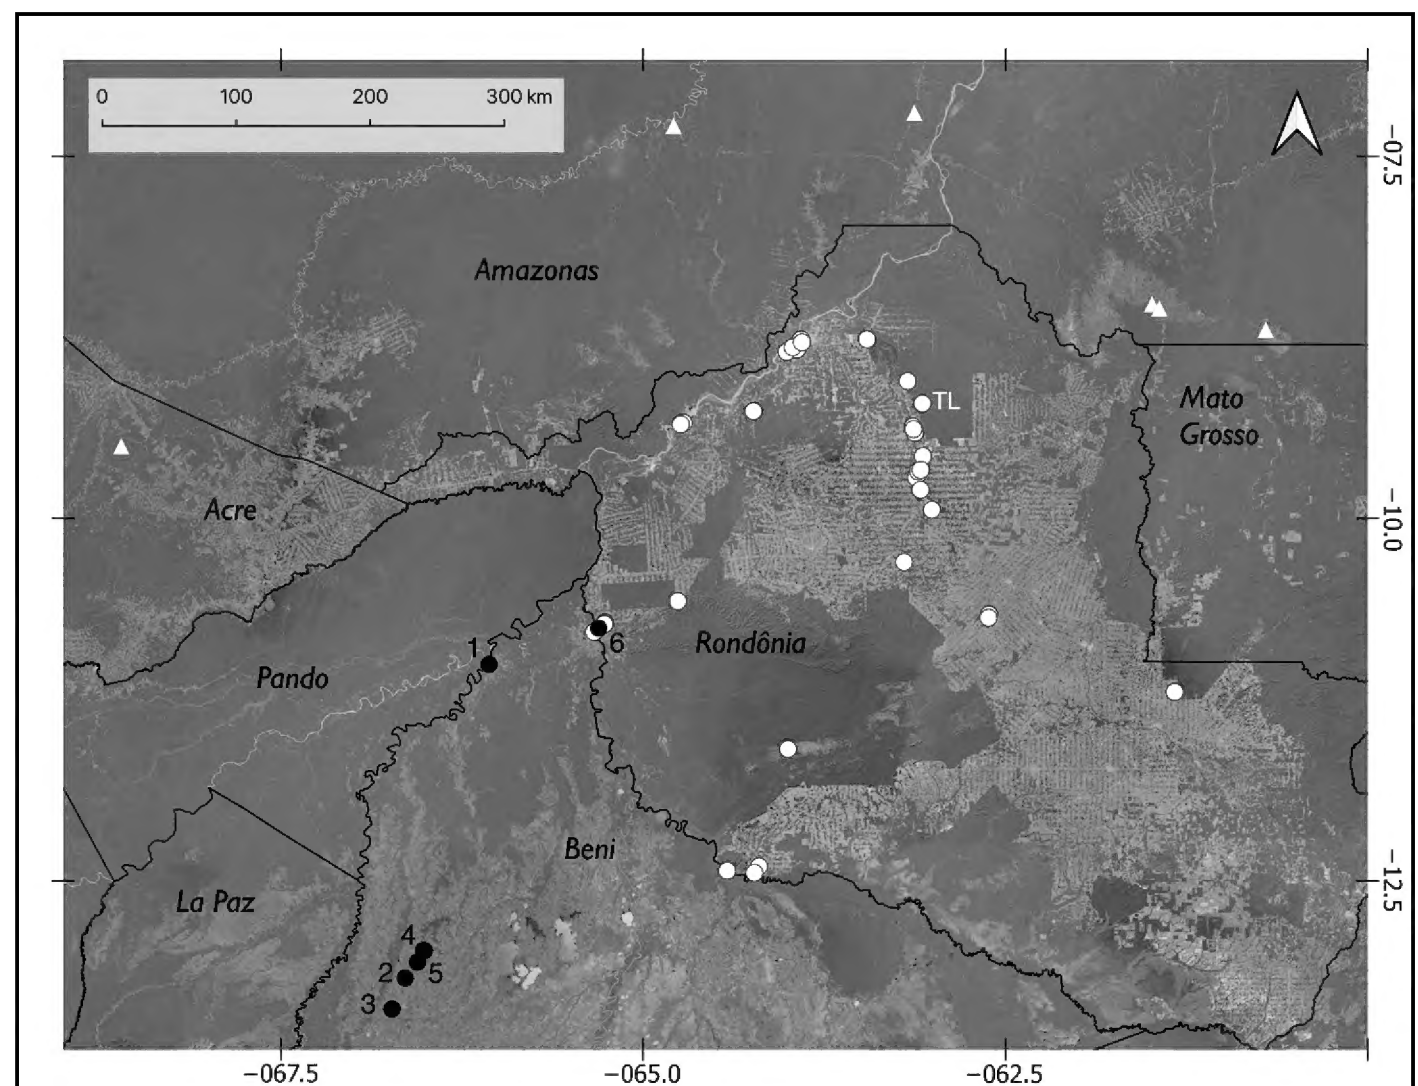 0 100 200 300 km
-07.5
Amazonas
TL
Mato
Grosso
Acre
-10.0
Rondônia
6
1
Pando
Beni
-12.5
La Paz
4
2 5
3
-067.5 -065.0 -062.5